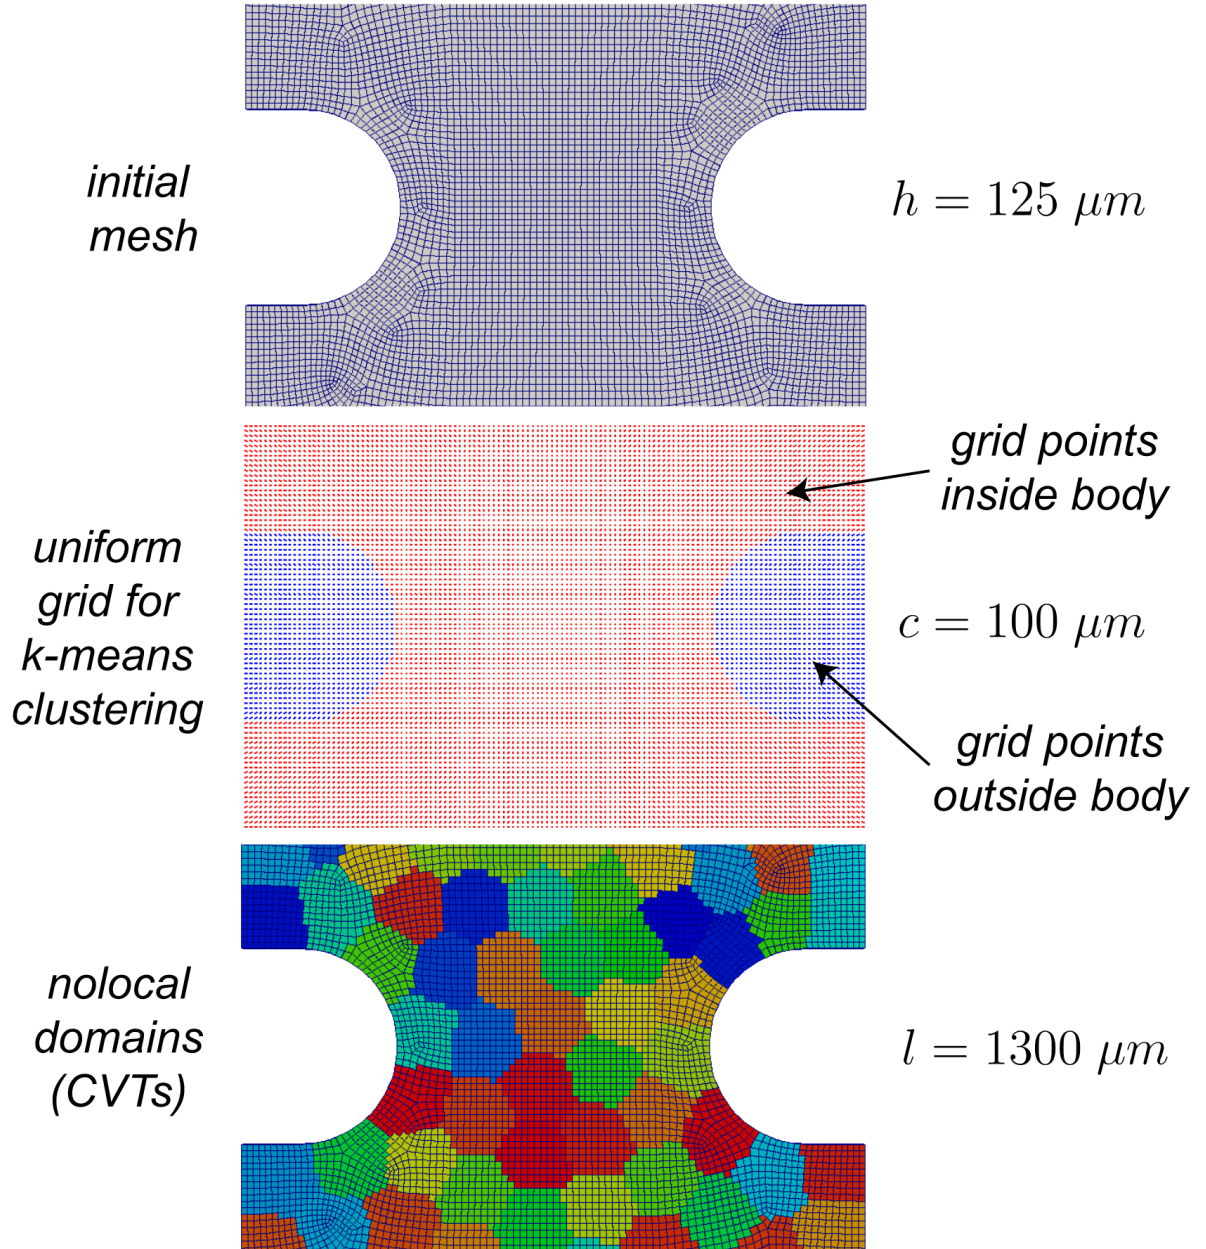 initial
mesh
h = 125 μm
grid points
inside body
uniform
grid for
k-means
clustering
c = 100 μm
grid points
outside body
nolocal
domains
(CVTs)
l = 1300 μm